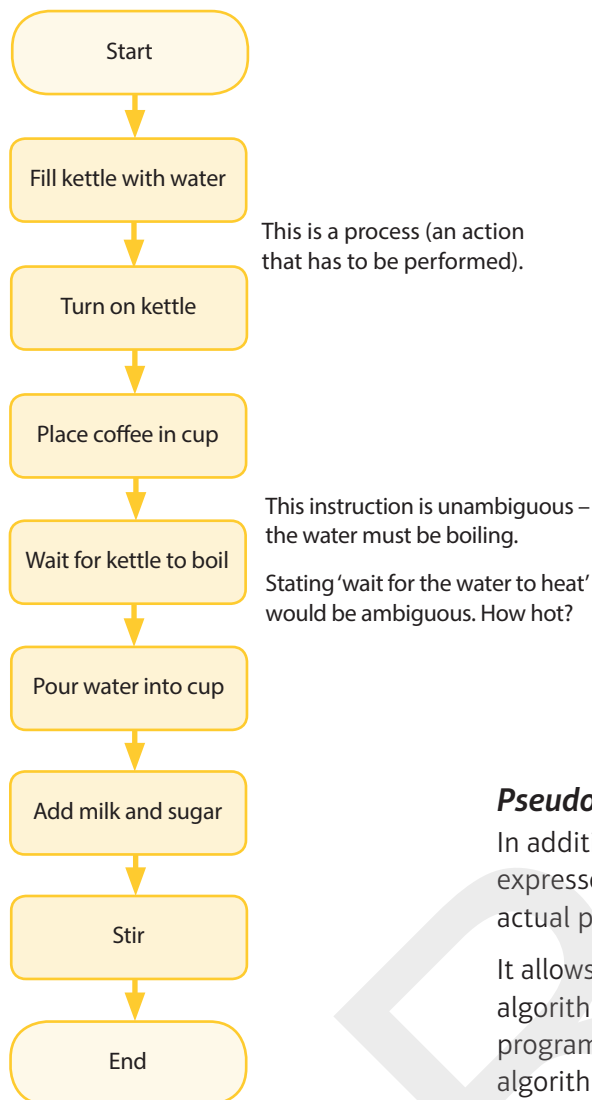 Start
Fill kettle with water
This is a process (an action
that has to be performed).
Turn on kettle
Place coffee in cup
This instruction is unambiguous –
the water must be boiling.
Wait for kettle to boil
Stating ‘wait for the water to heat’
would be ambiguous. How hot?
Pour water into cup
Add milk and sugar
Stir
End
Pseudo
In addit
expresse
actual p
It allows
algorith
program
algorith